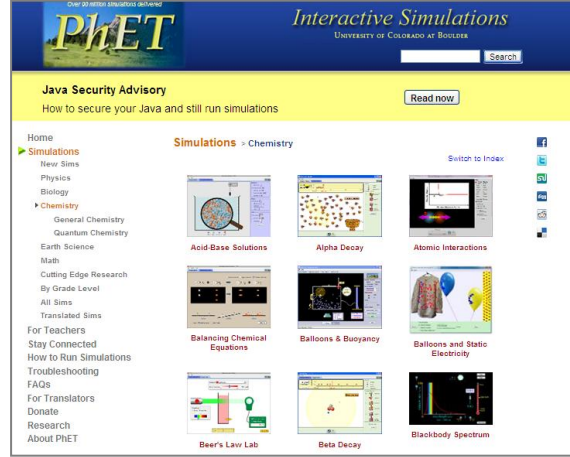 Over 90 million simulations delivered
PhET
Interactive Simulations
University of Colorado at Boulder
Search
Java Security Advisory
How to secure your Java and still run simulations
Read now
Home
Simulations
New Sims
Physics
Biology
Chemistry
General Chemistry
Quantum Chemistry
Earth Science
Math
Cutting Edge Research
By Grade Level
All Sims
Translated Sims
For Teachers
Stay Connected
How to Run Simulations
Troubleshooting
FAQs
For Translators
Donate
Research
About PhET
Simulations > Chemistry
Switch to Index
Acid-Base Solutions
Alpha Decay
Atomic Interactions
Balancing Chemical
Equations
Balloons & Buoyancy
Balloons and Static
Electricity
Beer's Law Lab
Beta Decay
Blackbody Spectrum